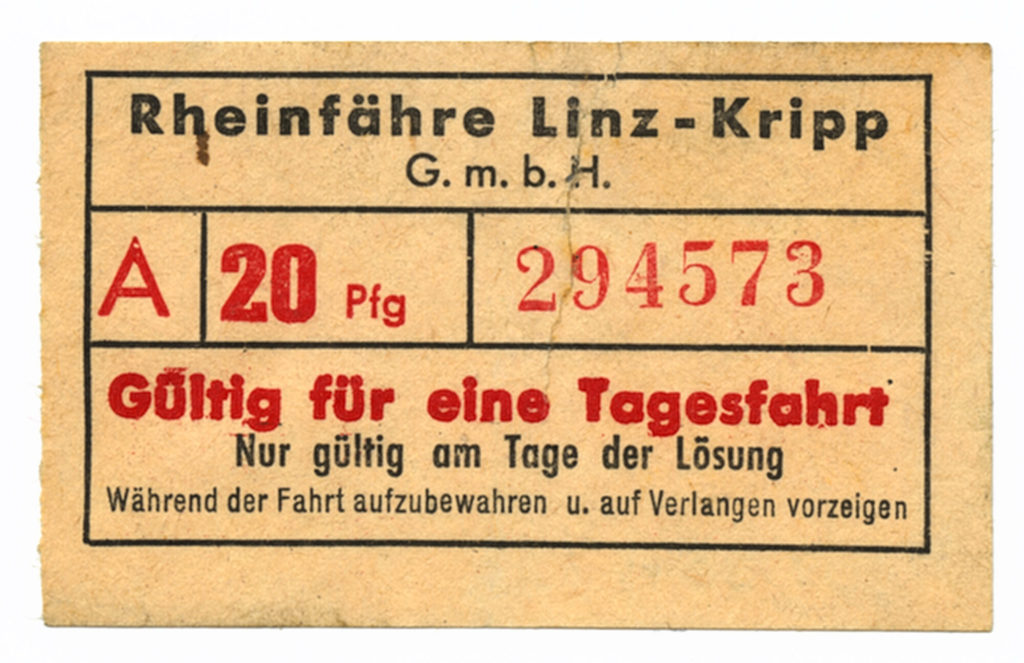 Rheinfähre Linz-Kripp
G. m. b. H.
A 20 Pfg 294573
Gültig für eine Tagesfahrt
Nur gültig am Tage der Lösung
Während der Fahrt aufzubewahren u. auf Verlangen vorzeigen